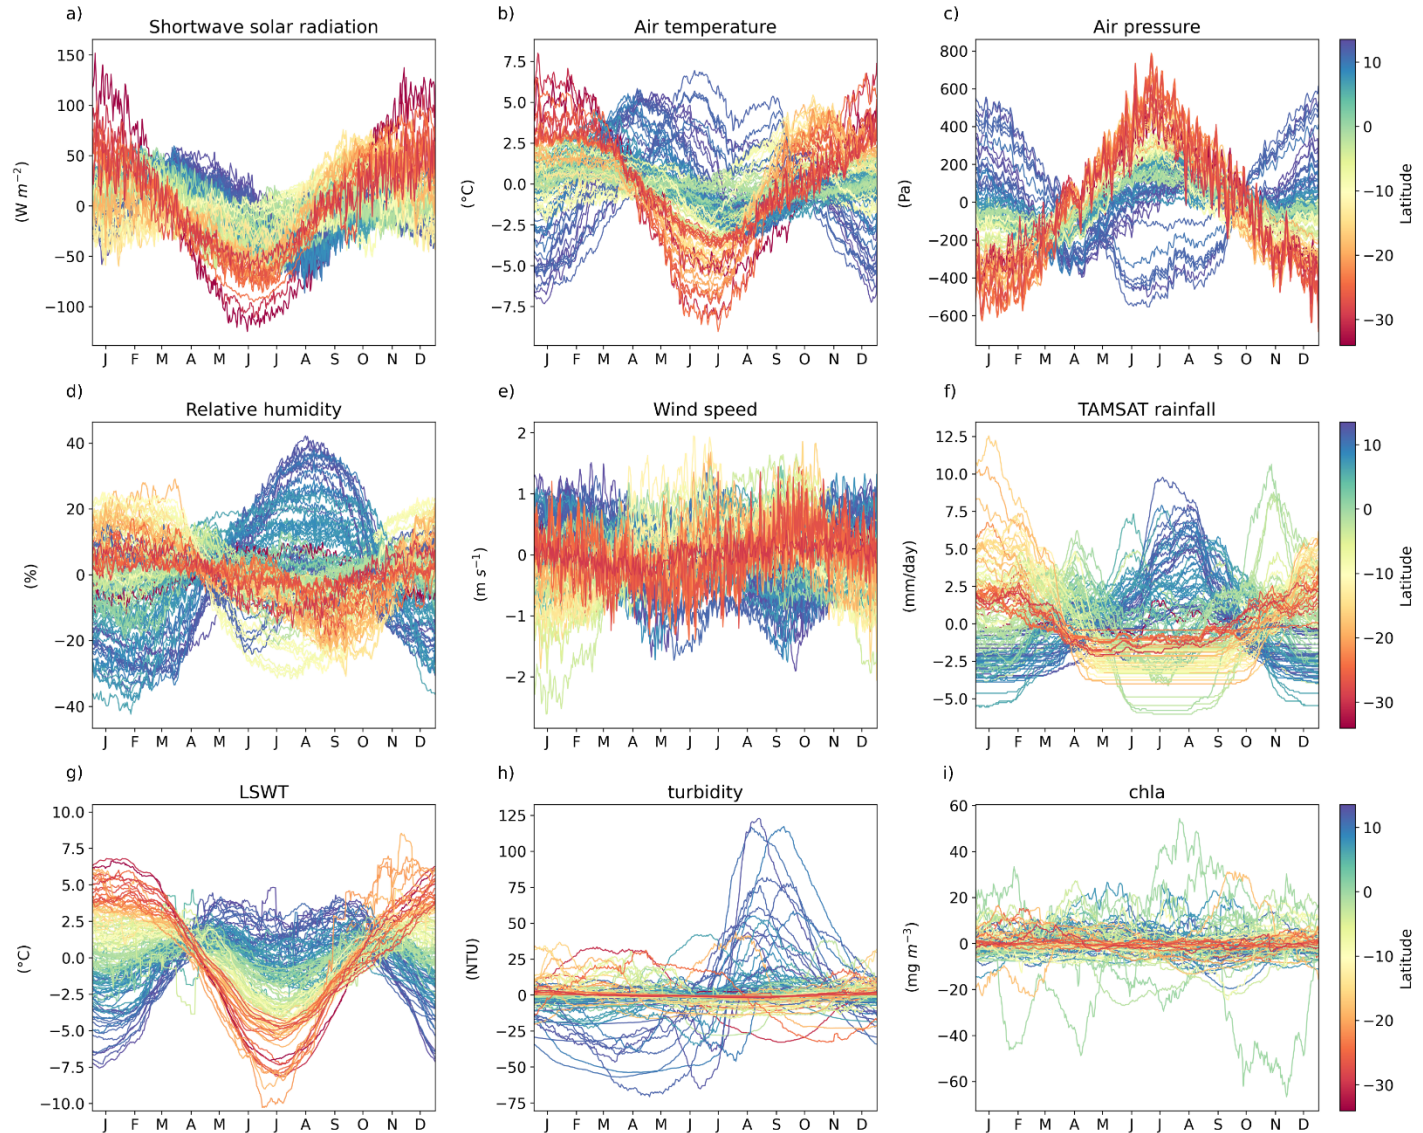 a)
Shortwave solar radiation
150
100
50
0
−50
−100
(W m⁻²)
J F M A M J J A S O N D
b)
Air temperature
7.5
5.0
2.5
0.0
−2.5
−5.0
−7.5
(°C)
J F M A M J J A S O N D
c)
Air pressure
800
600
400
200
0
−200
−400
−600
(Pa)
J F M A M J J A S O N D
10
0
−10
−20
−30
Latitude
d)
Relative humidity
40
20
0
−20
−40
(%)
J F M A M J J A S O N D
e)
Wind speed
2
1
0
−1
−2
(m s⁻¹)
J F M A M J J A S O N D
f)
TAMSAT rainfall
12.5
10.0
7.5
5.0
2.5
0.0
−2.5
−5.0
(mm/day)
J F M A M J J A S O N D
10
0
−10
−20
−30
Latitude
g)
LSWT
10.0
7.5
5.0
2.5
0.0
−2.5
−5.0
−7.5
−10.0
(°C)
J F M A M J J A S O N D
h)
turbidity
125
100
75
50
25
0
−25
−50
−75
(NTU)
J F M A M J J A S O N D
i)
chla
60
40
20
0
−20
−40
−60
(mg m⁻³)
J F M A M J J A S O N D
10
0
−10
−20
−30
Latitude